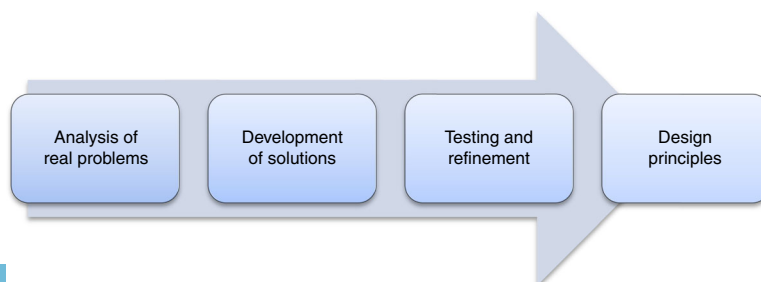 Analysis of
real problems
Development
of solutions
Testing and
refinement
Design
principles